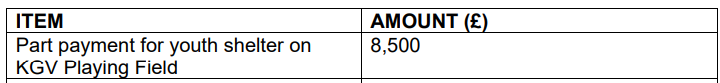 ITEM AMOUNT (£)
Part payment for youth shelter on 8,500
KGV Playing Field